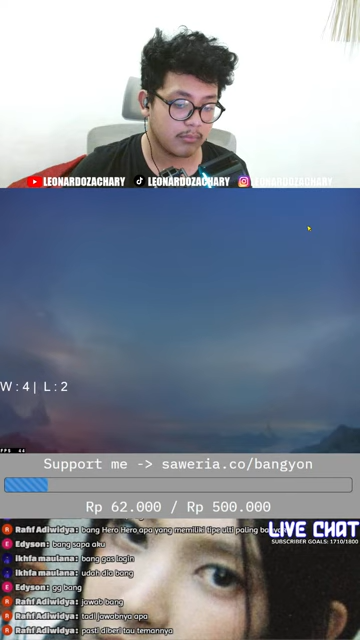 LEONARDOZACHARY LEONARDOZACHARY LEONARDOZACHARY
W : 4 | L : 2
FPS 44
Support me -> saweria.co/bangyon
Rp 62.000 / Rp 500.000
LIVE CHAT
SUBSCRIBER GOALS: 1710/1800
R Rafif Adiwidya: bang Hero Hero apa yang memiliki tipe ulti paling
E Edyson: bang sapa aku
ikhfa maulana: bang gas login
ikhfa maulana: udah dia bang
E Edyson: gg bang
R Rafif Adiwidya: jawab bang
R Rafif Adiwidya: tadi jawabnya apa
R Rafif Adiwidya: pasti diberi tau temannya